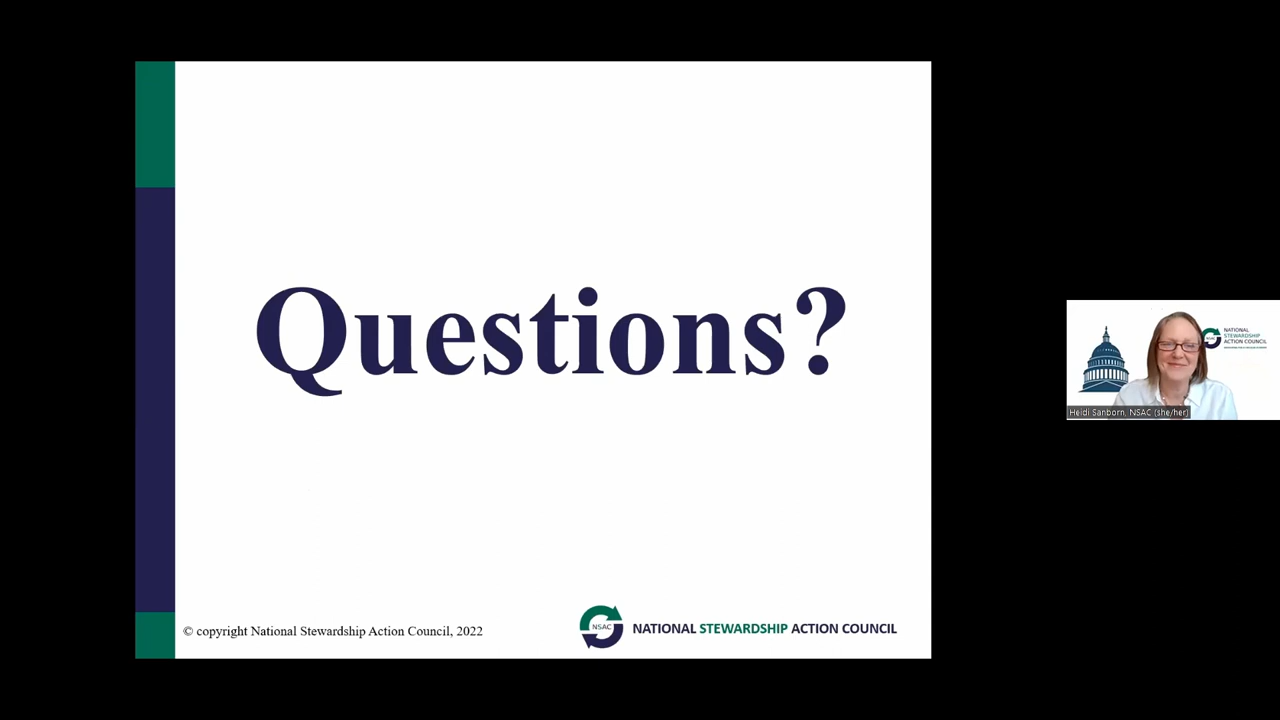 Questions?
© copyright National Stewardship Action Council, 2022
NSAC
NATIONAL STEWARDSHIP ACTION COUNCIL
NATIONAL
STEWARDSHIP
ACTION COUNCIL
Heidi Sanborn, NSAC (she/her)